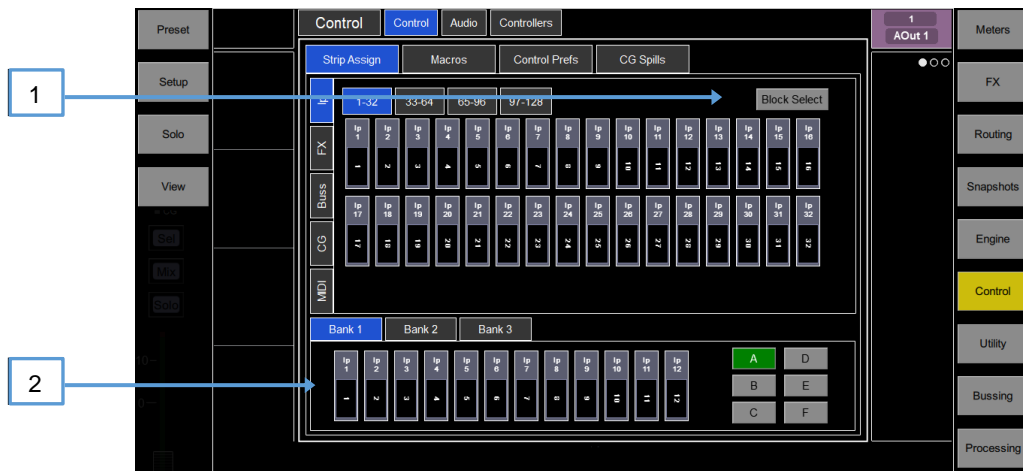 Preset
Setup
Solo
View
Sel
Mix
Solo
1
2
Control Control Audio Controllers
Strip Assign Macros Control Prefs CG Spills
Ip
FX
Buss
CG
MDI
1-32 33-64 65-96 97-128 Block Select
Ip 1 Ip 2 Ip 3 Ip 4 Ip 5 Ip 6 Ip 7 Ip 8 Ip 9 Ip 10 Ip 11 Ip 12 Ip 13 Ip 14 Ip 15 Ip 16
1 2 3 4 5 6 7 8 9 10 11 12 13 14 15 16
Ip 17 Ip 18 Ip 19 Ip 20 Ip 21 Ip 22 Ip 23 Ip 24 Ip 25 Ip 26 Ip 27 Ip 28 Ip 29 Ip 30 Ip 31 Ip 32
17 18 19 20 21 22 23 24 25 26 27 28 29 30 31 32
Bank 1 Bank 2 Bank 3
Ip 1 Ip 2 Ip 3 Ip 4 Ip 5 Ip 6 Ip 7 Ip 8 Ip 9 Ip 10 Ip 11 Ip 12
1 2 3 4 5 6 7 8 9 10 11 12
A D
B E
C F
1
AOut 1
Meters
FX
Routing
Snapshots
Engine
Control
Utility
Bussing
Processing